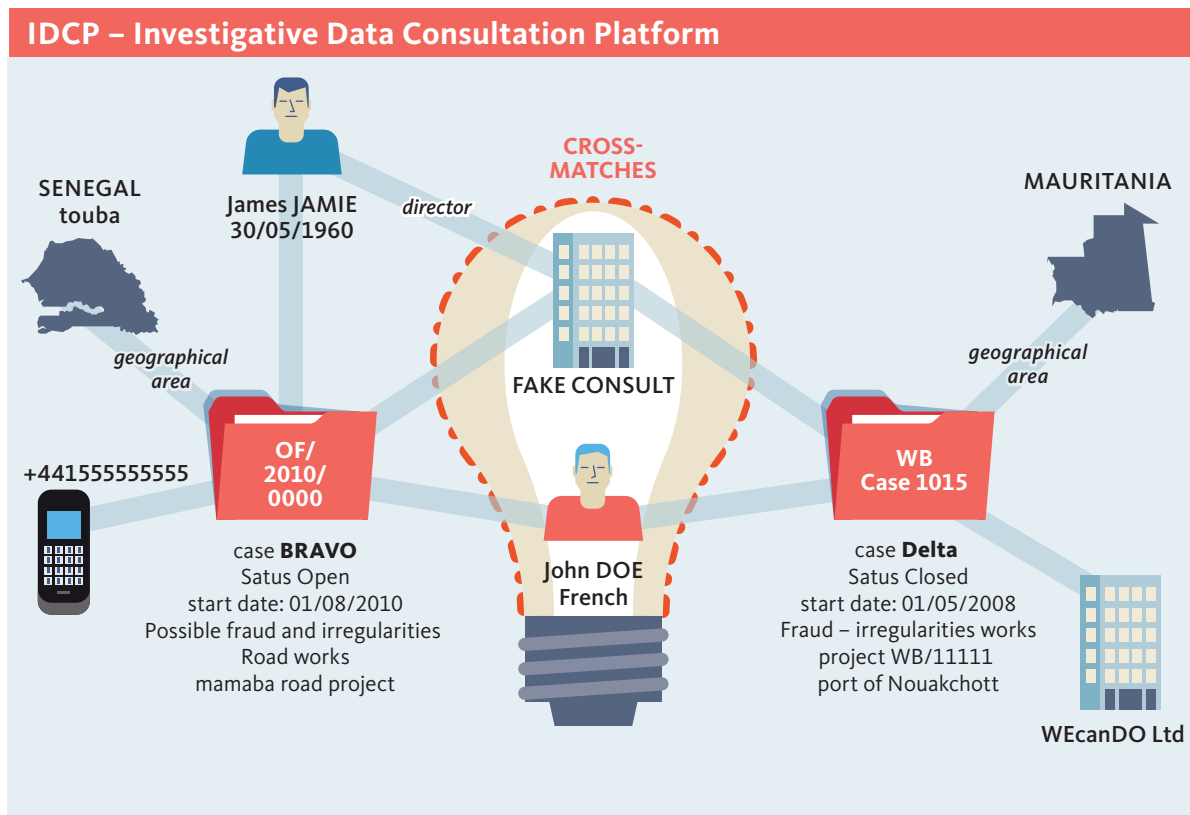 IDCP – Investigative Data Consultation Platform
CROSS-
MATCHES
SENEGAL
touba
James JAMIE
30/05/1960
director
MAURITANIA
geographical
area
geographical
area
FAKE CONSULT
+441555555555
OF/
2010/
0000
WB
Case 1015
case BRAVO
Satus Open
start date: 01/08/2010
Possible fraud and irregularities
Road works
mamaba road project
John DOE
French
case Delta
Satus Closed
start date: 01/05/2008
Fraud – irregularities works
project WB/11111
port of Nouakchott
WEcanDO Ltd